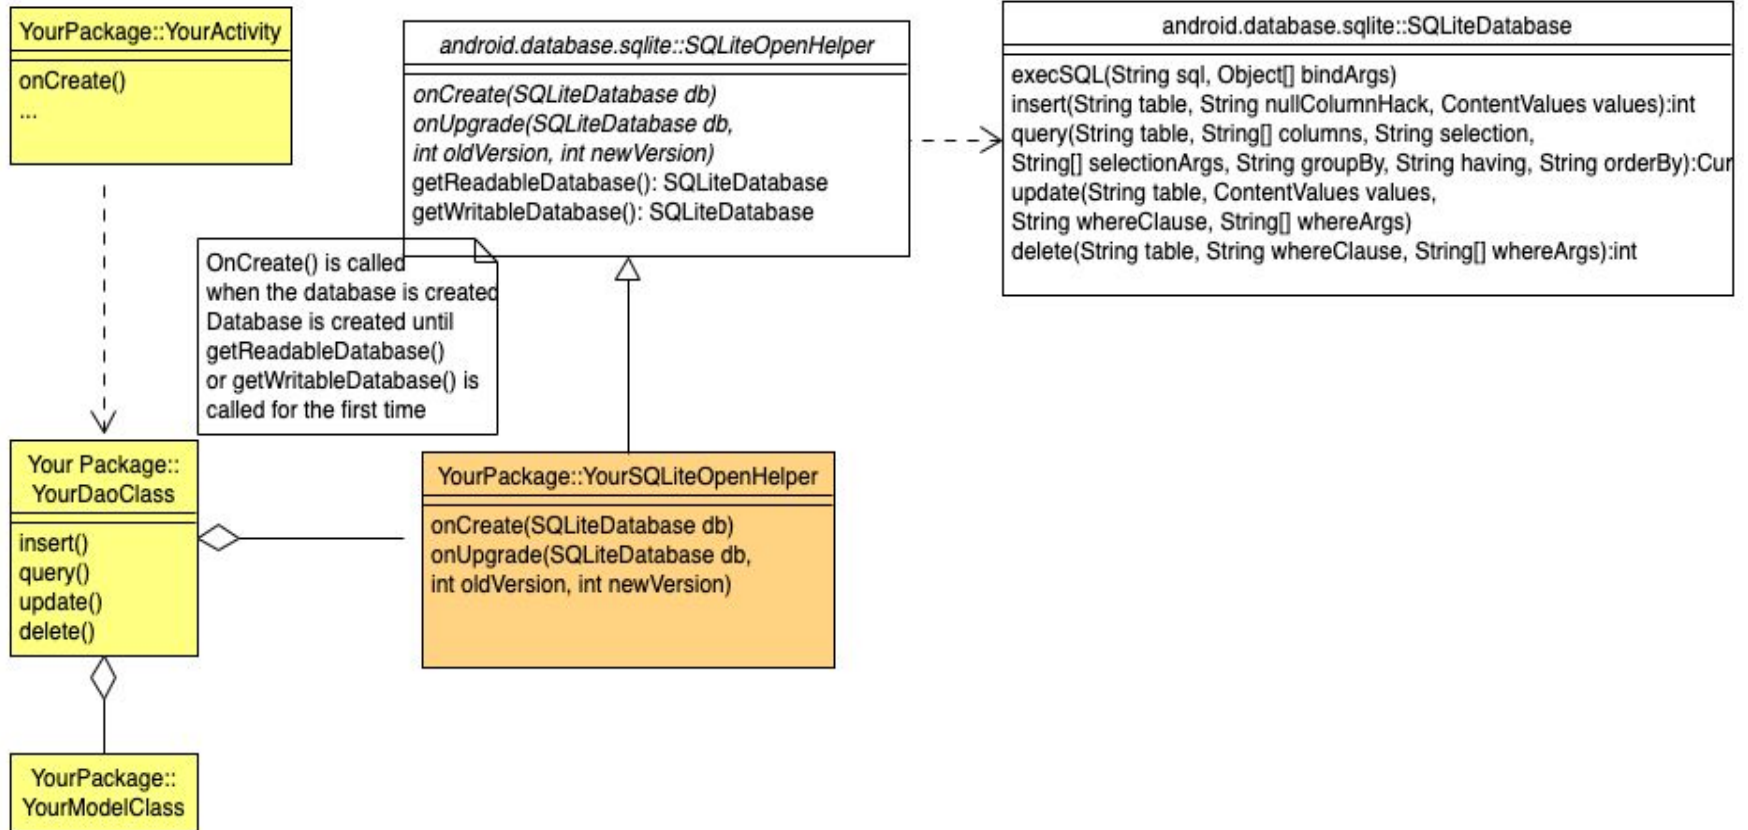 YourPackage::YourActivity
onCreate()
...
android.database.sqlite::SQLiteOpenHelper
onCreate(SQLiteDatabase db)
onUpgrade(SQLiteDatabase db,
int oldVersion, int newVersion)
getReadableDatabase(): SQLiteDatabase
getWritableDatabase(): SQLiteDatabase
android.database.sqlite::SQLiteDatabase
execSQL(String sql, Object[] bindArgs)
insert(String table, String nullColumnHack, ContentValues values):int
query(String table, String[] columns, String selection,
String[] selectionArgs, String groupBy, String having, String orderBy):Cur
update(String table, ContentValues values,
String whereClause, String[] whereArgs)
delete(String table, String whereClause, String[] whereArgs):int
OnCreate() is called
when the database is created
Database is created until
getReadableDatabase()
or getWritableDatabase() is
called for the first time
Your Package::
YourDaoClass
insert()
query()
update()
delete()
YourPackage::YourSQLiteOpenHelper
onCreate(SQLiteDatabase db)
onUpgrade(SQLiteDatabase db,
int oldVersion, int newVersion)
YourPackage::
YourModelClass